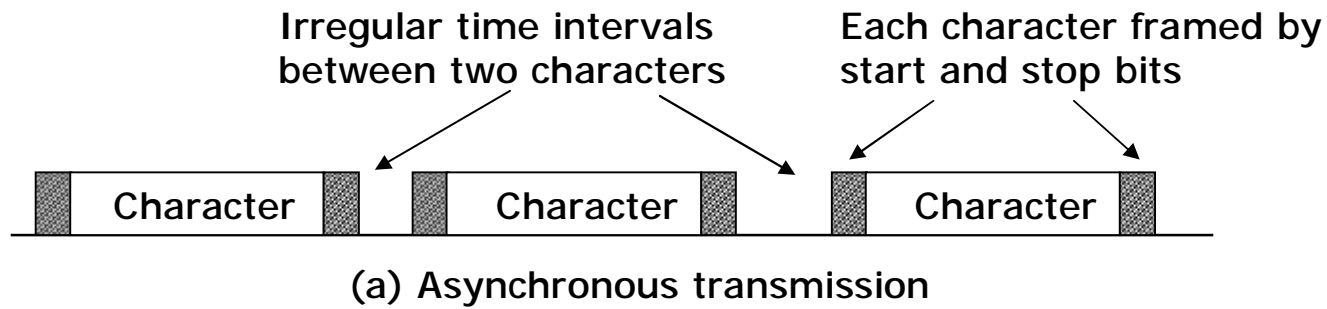 Irregular time intervals
between two characters
Each character framed by
start and stop bits
Character
Character
Character
(a) Asynchronous transmission